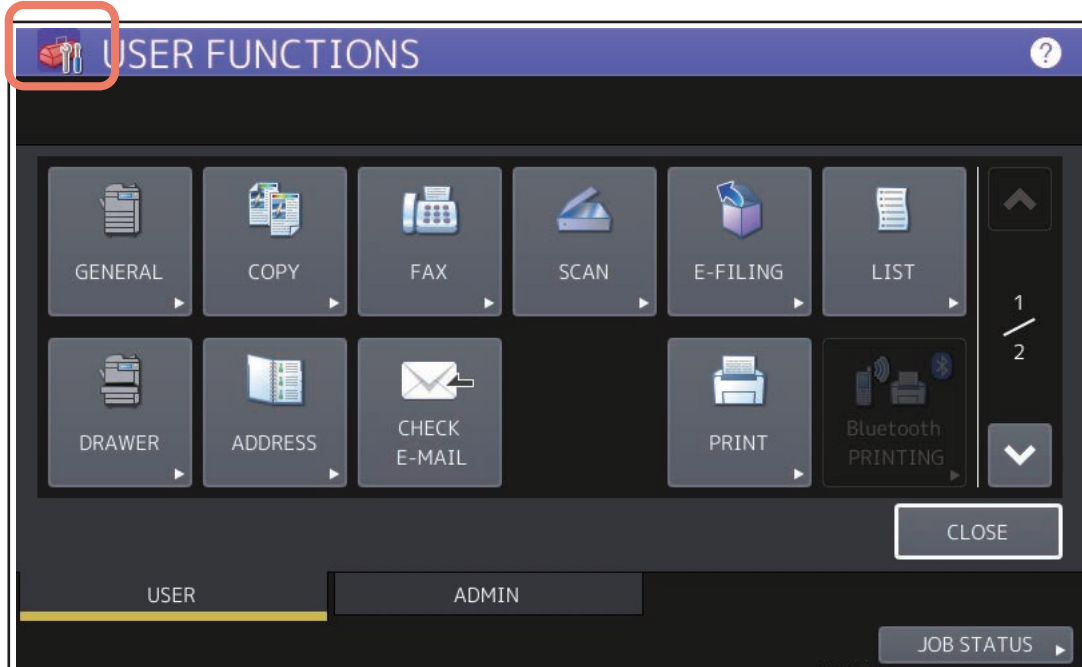 USER FUNCTIONS
?
GENERAL
COPY
FAX
SCAN
E-FILING
LIST
1
2
DRAWER
ADDRESS
CHECK
E-MAIL
PRINT
Bluetooth
PRINTING
CLOSE
USER
ADMIN
JOB STATUS